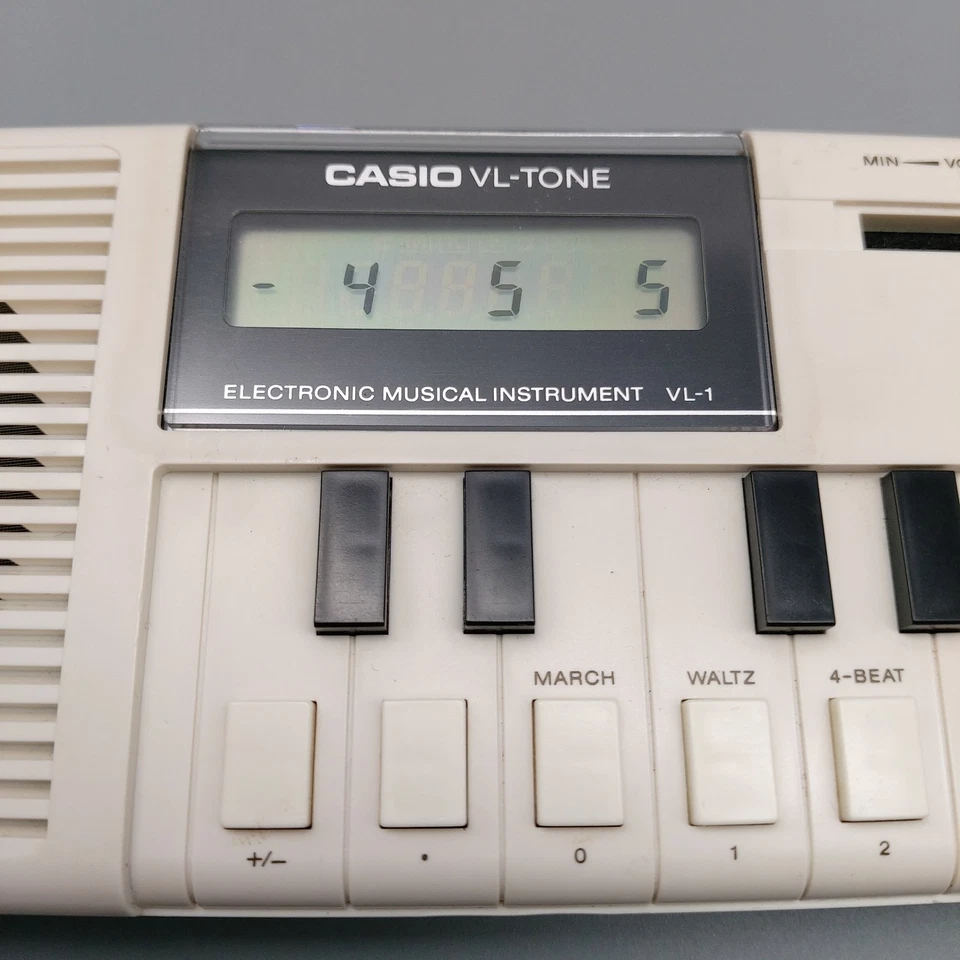 MIN
CASIO VL-TONE
- 4 5 5
ELECTRONIC MUSICAL INSTRUMENT VL-1
MARCH WALTZ 4-BEAT
+/− • 0 1 2